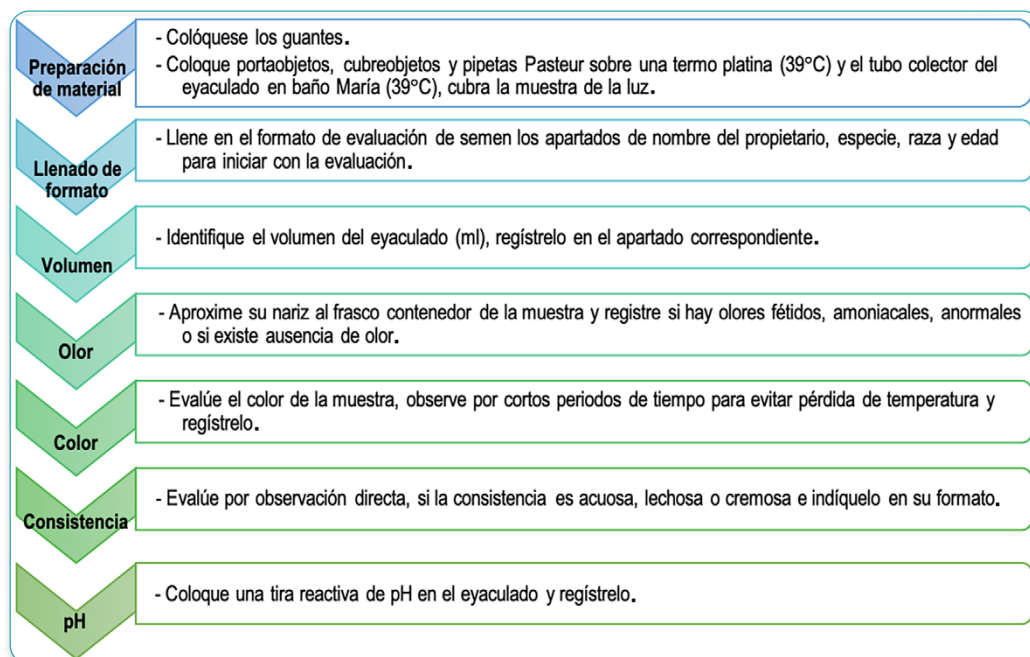 Preparación
de material
- Colóquese los guantes.
- Coloque portaobjetos, cubreobjetos y pipetas Pasteur sobre una termo platina (39°C) y el tubo colector del
eyaculado en baño María (39°C), cubra la muestra de la luz.
Llenado de
formato
- Llene en el formato de evaluación de semen los apartados de nombre del propietario, especie, raza y edad
para iniciar con la evaluación.
Volumen
- Identifique el volumen del eyaculado (ml), regístrelo en el apartado correspondiente.
Olor
- Aproxime su nariz al frasco contenedor de la muestra y registre si hay olores fétidos, amoniacales, anormales
o si existe ausencia de olor.
Color
- Evalúe el color de la muestra, observe por cortos periodos de tiempo para evitar pérdida de temperatura y
regístrelo.
Consistencia
- Evalúe por observación directa, si la consistencia es acuosa, lechosa o cremosa e indíquelo en su formato.
pH
- Coloque una tira reactiva de pH en el eyaculado y regístrelo.